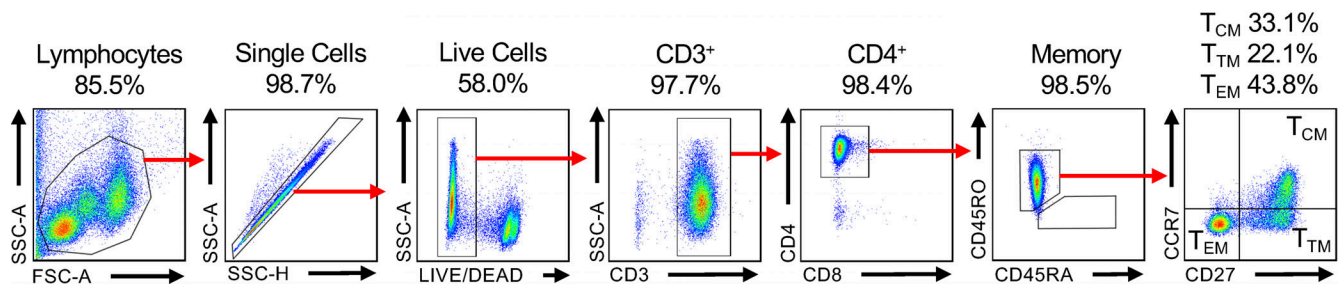 Lymphocytes
85.5%
Single Cells
98.7%
Live Cells
58.0%
CD3⁺
97.7%
CD4⁺
98.4%
Memory
98.5%
T_CM 33.1%
T_TM 22.1%
T_EM 43.8%
SSC-A
FSC-A
SSC-A
SSC-H
SSC-A
LIVE/DEAD
SSC-A
CD3
CD4
CD8
CD45RO
CD45RA
CCR7
T_CM
T_EM
T_TM
CD27